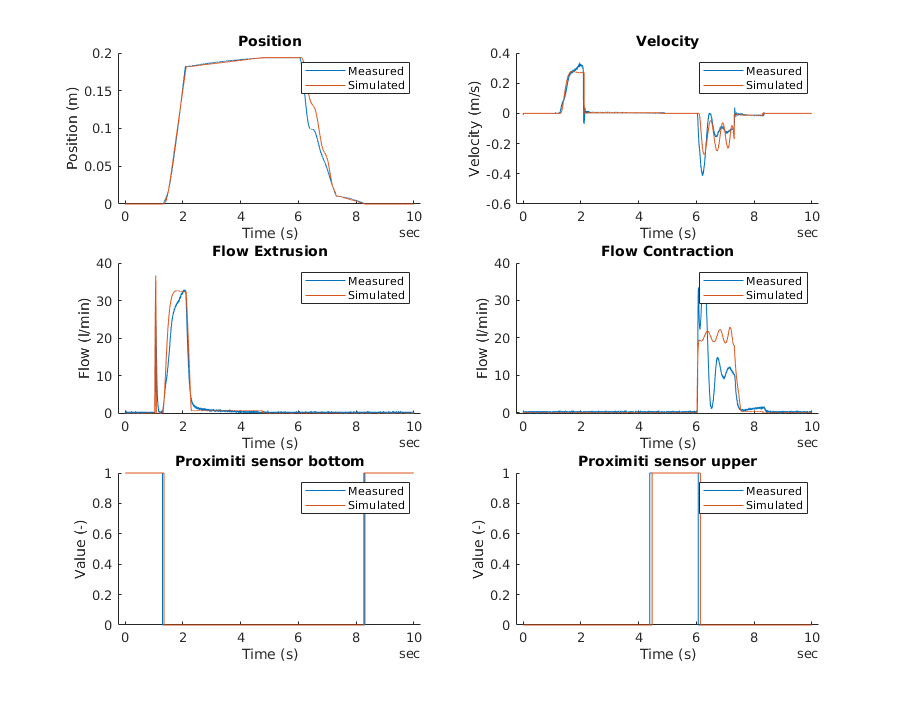 Position
0.2
0.15
0.1
0.05
0
Position (m)
Measured
Simulated
0 2 4 6 8 10
Time (s)
sec
Velocity
0.4
0.2
0
-0.2
-0.4
-0.6
Velocity (m/s)
Measured
Simulated
0 2 4 6 8 10
Time (s)
sec
Flow Extrusion
40
30
20
10
0
Flow (l/min)
Measured
Simulated
0 2 4 6 8 10
Time (s)
sec
Flow Contraction
40
30
20
10
0
Flow (l/min)
Measured
Simulated
0 2 4 6 8 10
Time (s)
sec
Proximiti sensor bottom
1
0.8
0.6
0.4
0.2
0
Value (-)
Measured
Simulated
0 2 4 6 8 10
Time (s)
sec
Proximiti sensor upper
1
0.8
0.6
0.4
0.2
0
Value (-)
Measured
Simulated
0 2 4 6 8 10
Time (s)
sec